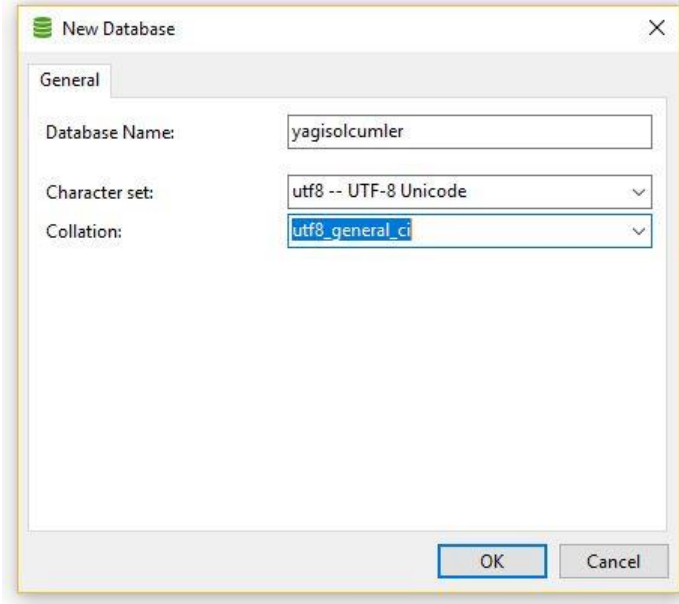 New Database
General
Database Name: yagisolcumler
Character set: utf8 -- UTF-8 Unicode
Collation: utf8_general_ci
OK Cancel